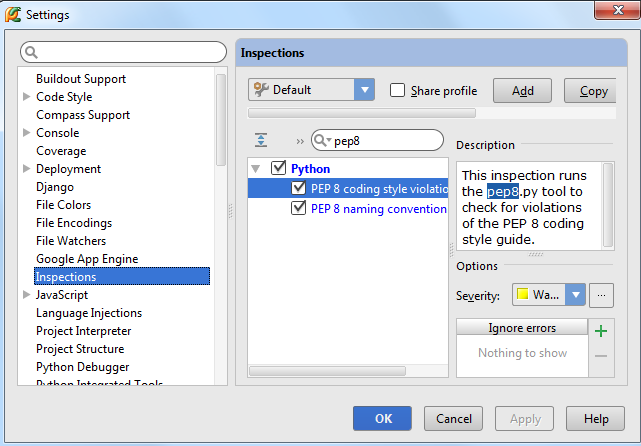 Settings
Buildout Support
Code Style
Compass Support
Console
Coverage
Deployment
Django
File Colors
File Encodings
File Watchers
Google App Engine
Inspections
JavaScript
Language Injections
Project Interpreter
Project Structure
Python Debugger
Python Integrated Tools
Inspections
Default
Share profile
Add
Copy
pep8
Python
PEP 8 coding style violatio
PEP 8 naming convention
Description
This inspection runs
the pep8.py tool to
check for violations
of the PEP 8 coding
style guide.
Options
Severity:
Wa...
...
Ignore errors
Nothing to show
OK
Cancel
Apply
Help